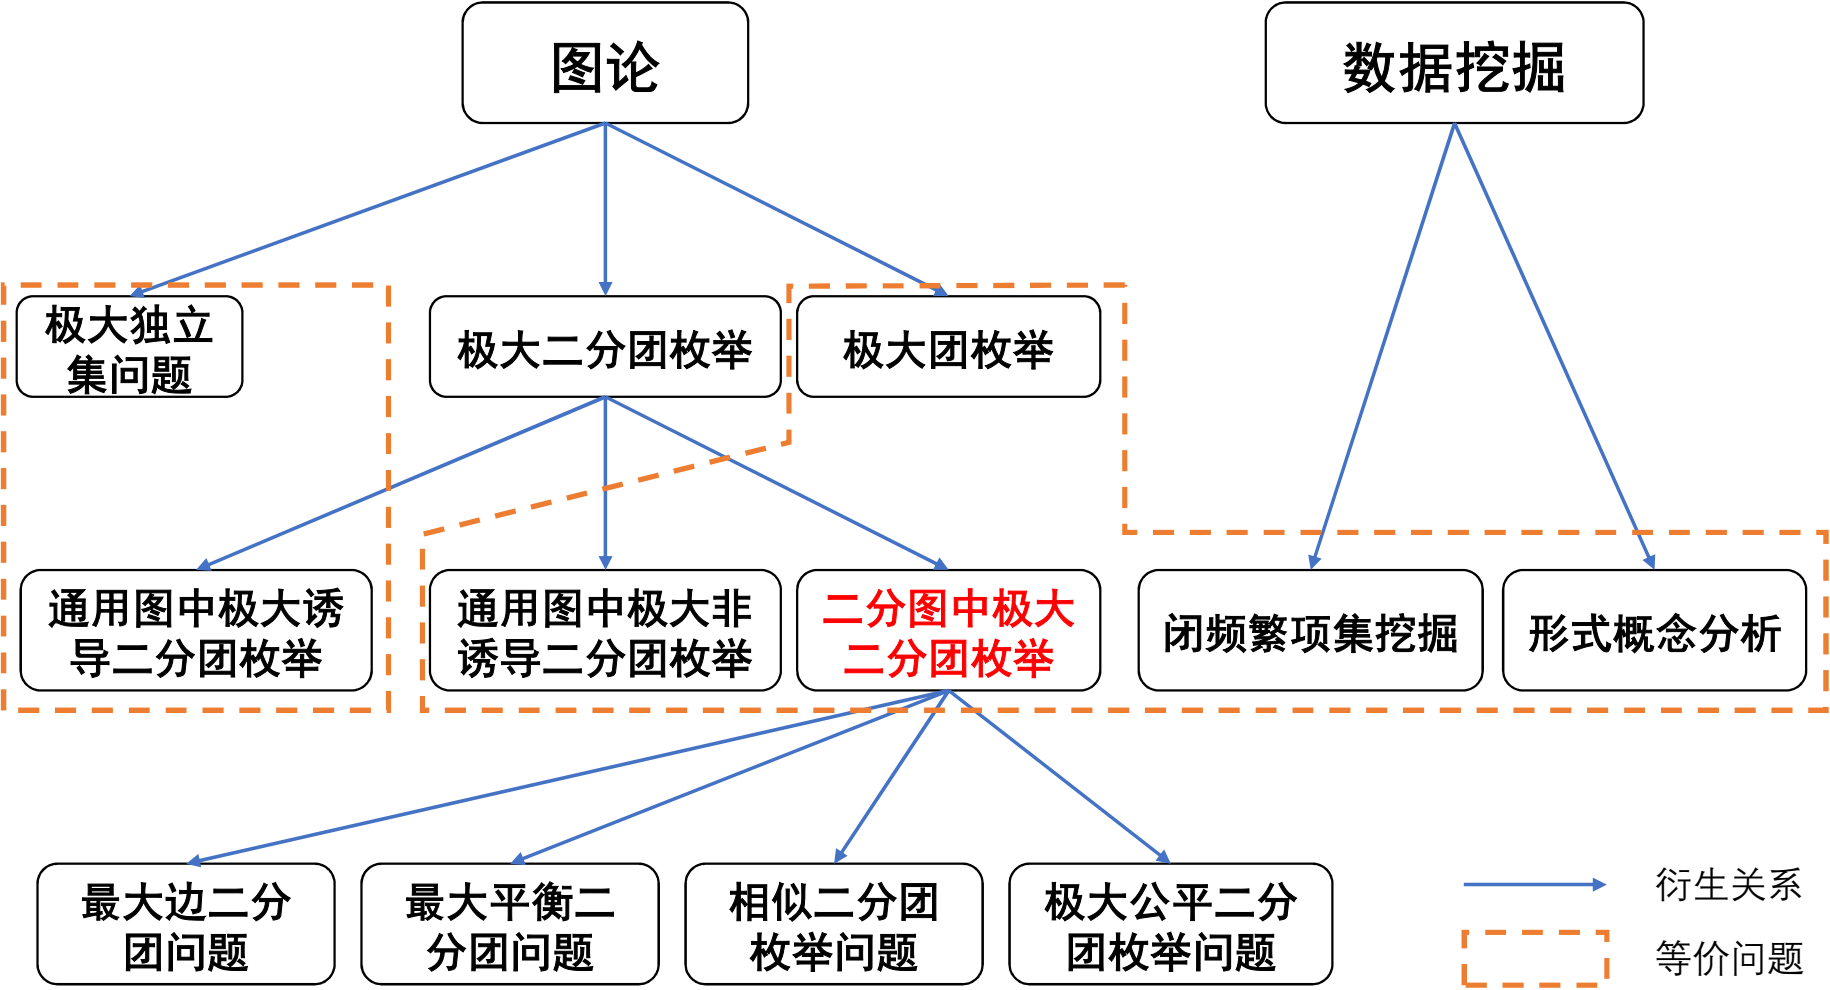 图论
数据挖掘
极大独立
集问题
极大二分团枚举
极大团枚举
通用图中极大诱
导二分团枚举
通用图中极大非
诱导二分团枚举
二分图中极大
二分团枚举
闭频繁项集挖掘
形式概念分析
最大边二分
团问题
最大平衡二
分团问题
相似二分团
枚举问题
极大公平二分
团枚举问题
衍生关系
等价问题